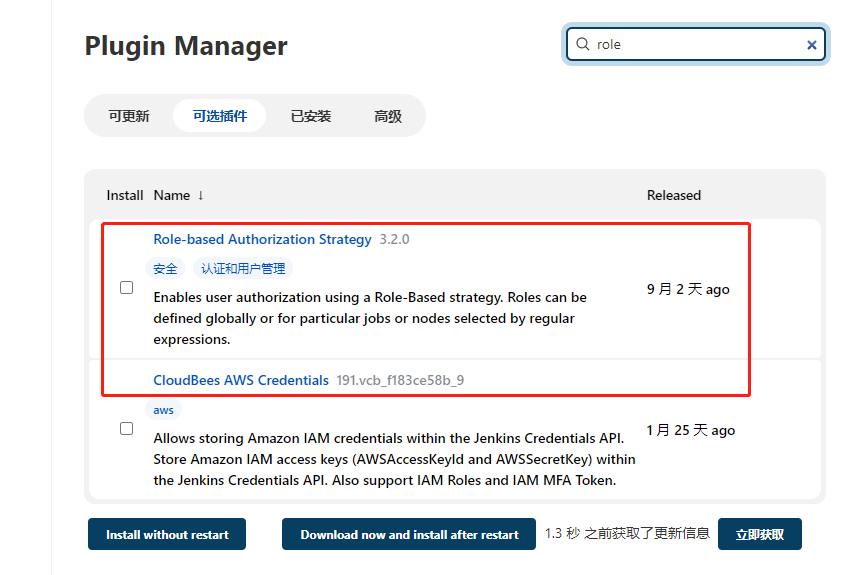 Plugin Manager
role
可更新 可选插件 已安装 高级
Install Name ↓ Released
Role-based Authorization Strategy 3.2.0
安全 认证和用户管理
Enables user authorization using a Role-Based strategy. Roles can be
defined globally or for particular jobs or nodes selected by regular
expressions.
9 月 2 天 ago
CloudBees AWS Credentials 191.vcb_f183ce58b_9
aws
Allows storing Amazon IAM credentials within the Jenkins Credentials API.
Store Amazon IAM access keys (AWSAccessKeyId and AWSSecretKey) within
the Jenkins Credentials API. Also support IAM Roles and IAM MFA Token.
1 月 25 天 ago
Install without restart Download now and install after restart 1.3 秒 之前获取了更新信息 立即获取